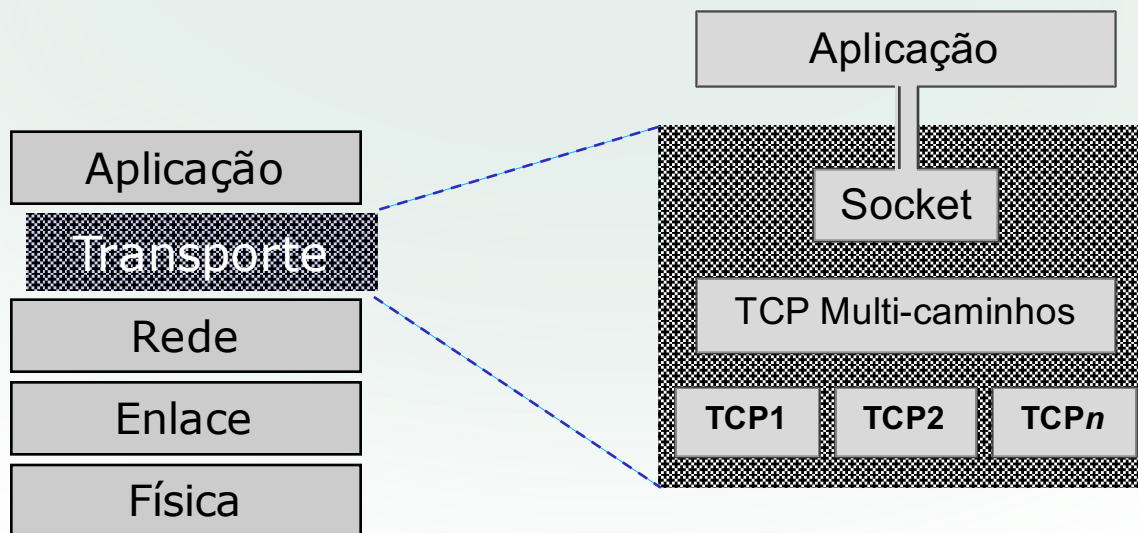 Aplicação
Transporte
Rede
Enlace
Física
Aplicação
Socket
TCP Multi-caminhos
TCP1
TCP2
TCPn